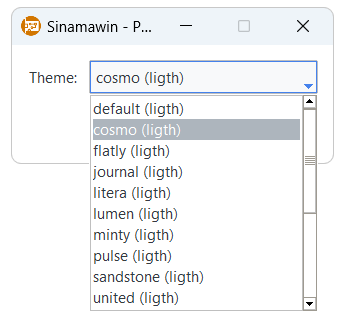 Sinamawin - P...
Theme:
cosmo (ligth)
default (ligth)
cosmo (ligth)
flatly (ligth)
journal (ligth)
litera (ligth)
lumen (ligth)
minty (ligth)
pulse (ligth)
sandstone (ligth)
united (ligth)